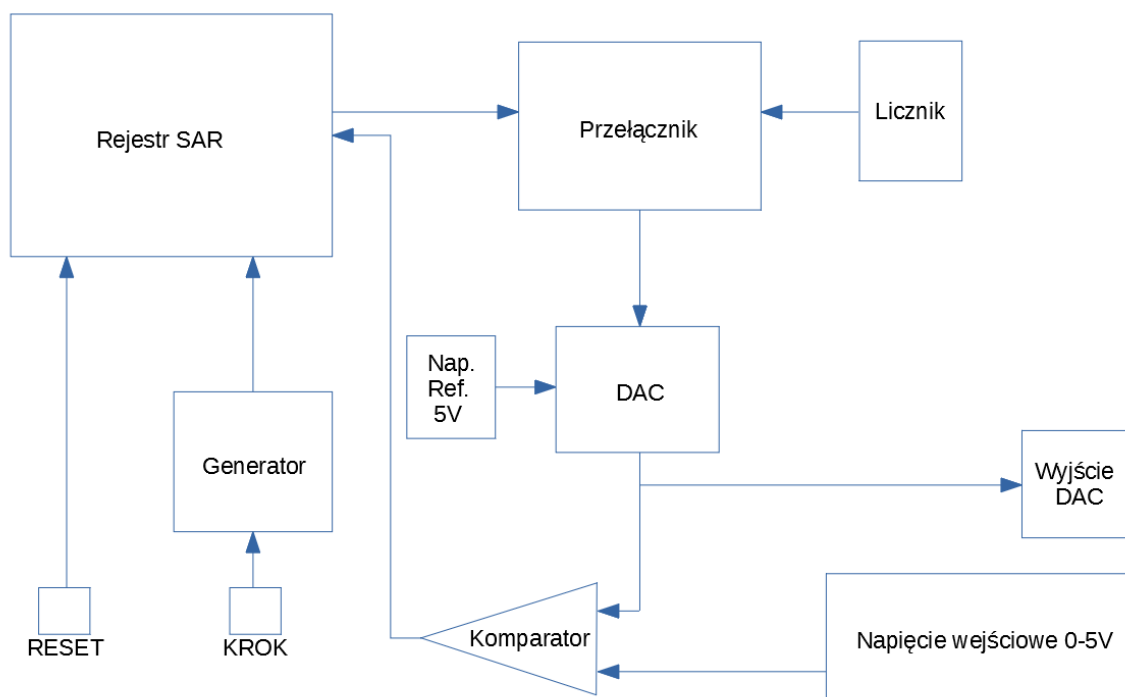 Rejestr SAR
Przełącznik
Licznik
Nap.
Ref.
5V
DAC
Generator
Wyjście
DAC
Komparator
Napięcie wejściowe 0-5V
RESET
KROK